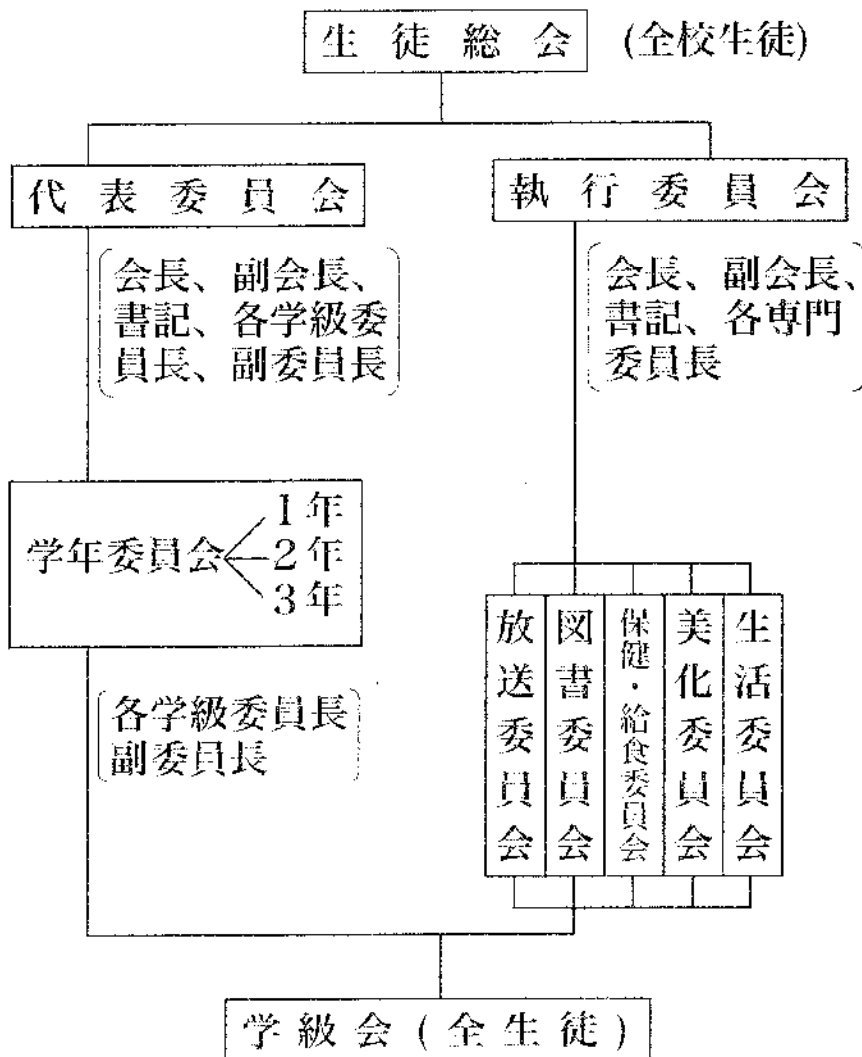 生徒総会 (全校生徒)
代表委員会
会長、副会長、
書記、各学級委
員長、副委員長
執行委員会
会長、副会長、
書記、各専門
委員長
学年委員会
1年
2年
3年
各学級委員長
副委員長
放送委員会
図書委員会
保健・給食委員会
美化委員会
生活委員会
学級会(全生徒)